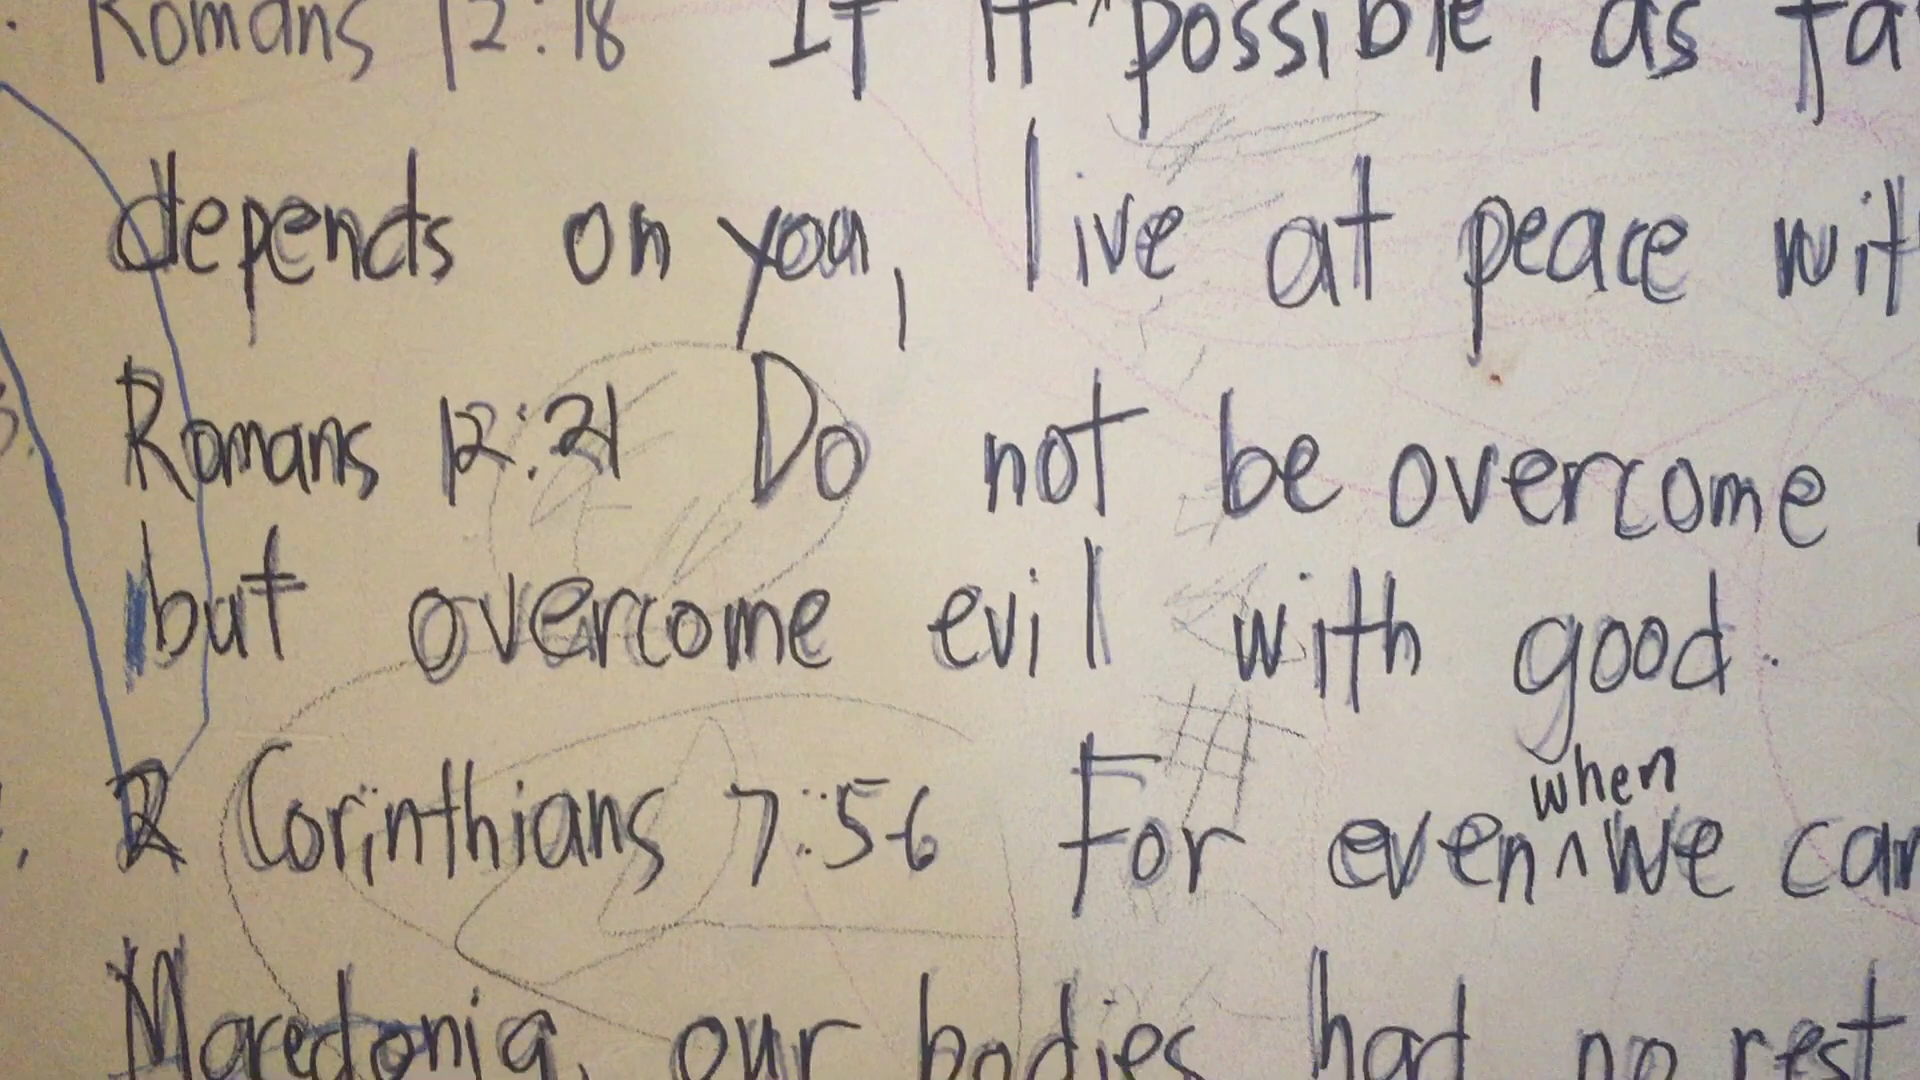 Romans 12:18 If it ^ possible, as fa
depends on you, live at peace wit
Romans 12:21 Do not be overcome
but overcome evil with good.
when
2 Corinthians 7:5-6 For even ^ we cam
Macedonia, our bodies had no rest